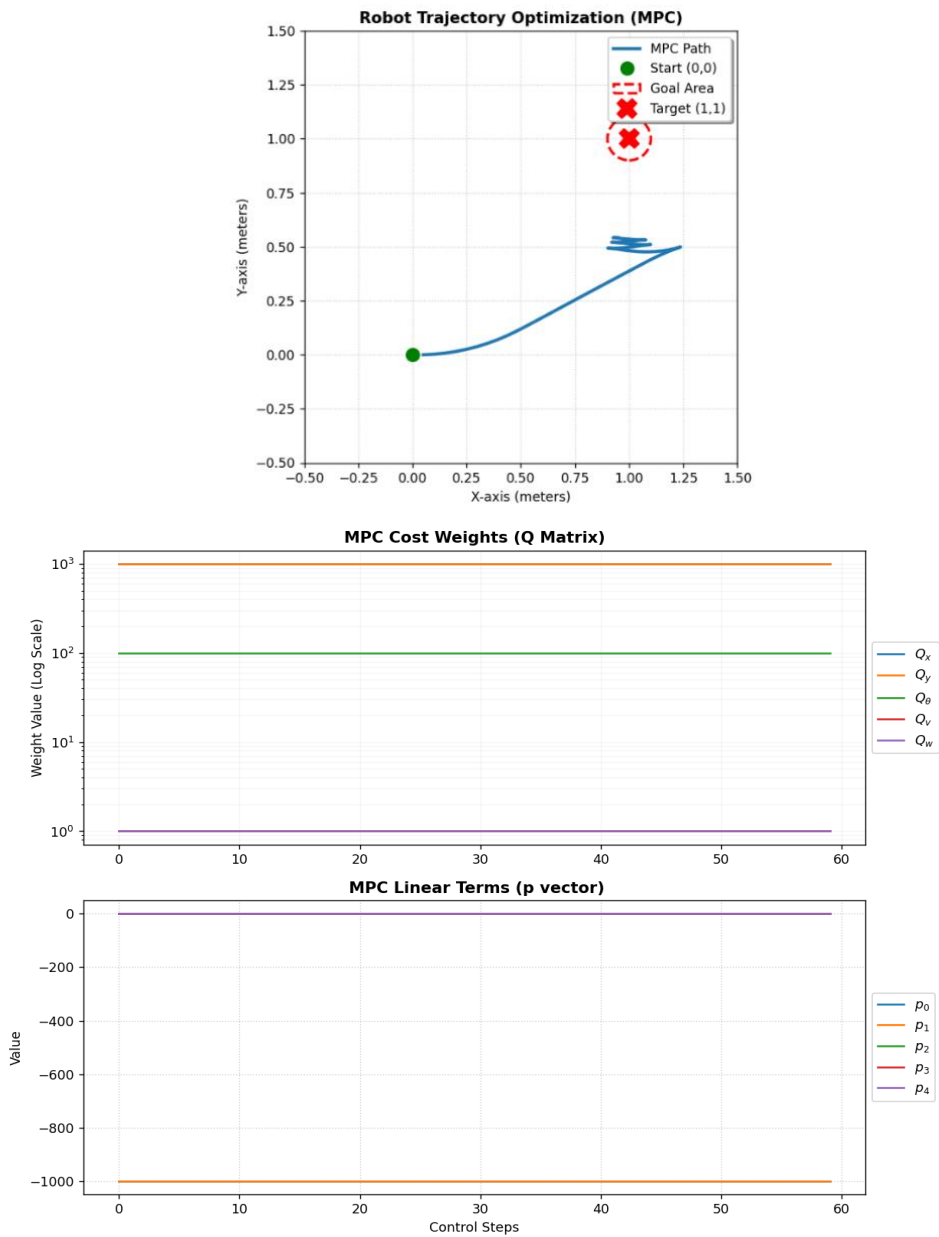 Robot Trajectory Optimization (MPC)
1.50
1.25
1.00
0.75
0.50
0.25
0.00
−0.25
−0.50
Y-axis (meters)
MPC Path
Start (0,0)
Goal Area
Target (1,1)
−0.50 −0.25 0.00 0.25 0.50 0.75 1.00 1.25 1.50
X-axis (meters)
MPC Cost Weights (Q Matrix)
10³
10²
10¹
10⁰
Weight Value (Log Scale)
Qₓ
Q_y
Q_θ
Q_v
Q_w
0 10 20 30 40 50 60
MPC Linear Terms (p vector)
0
−200
−400
−600
−800
−1000
Value
p₀
p₁
p₂
p₃
p₄
0 10 20 30 40 50 60
Control Steps